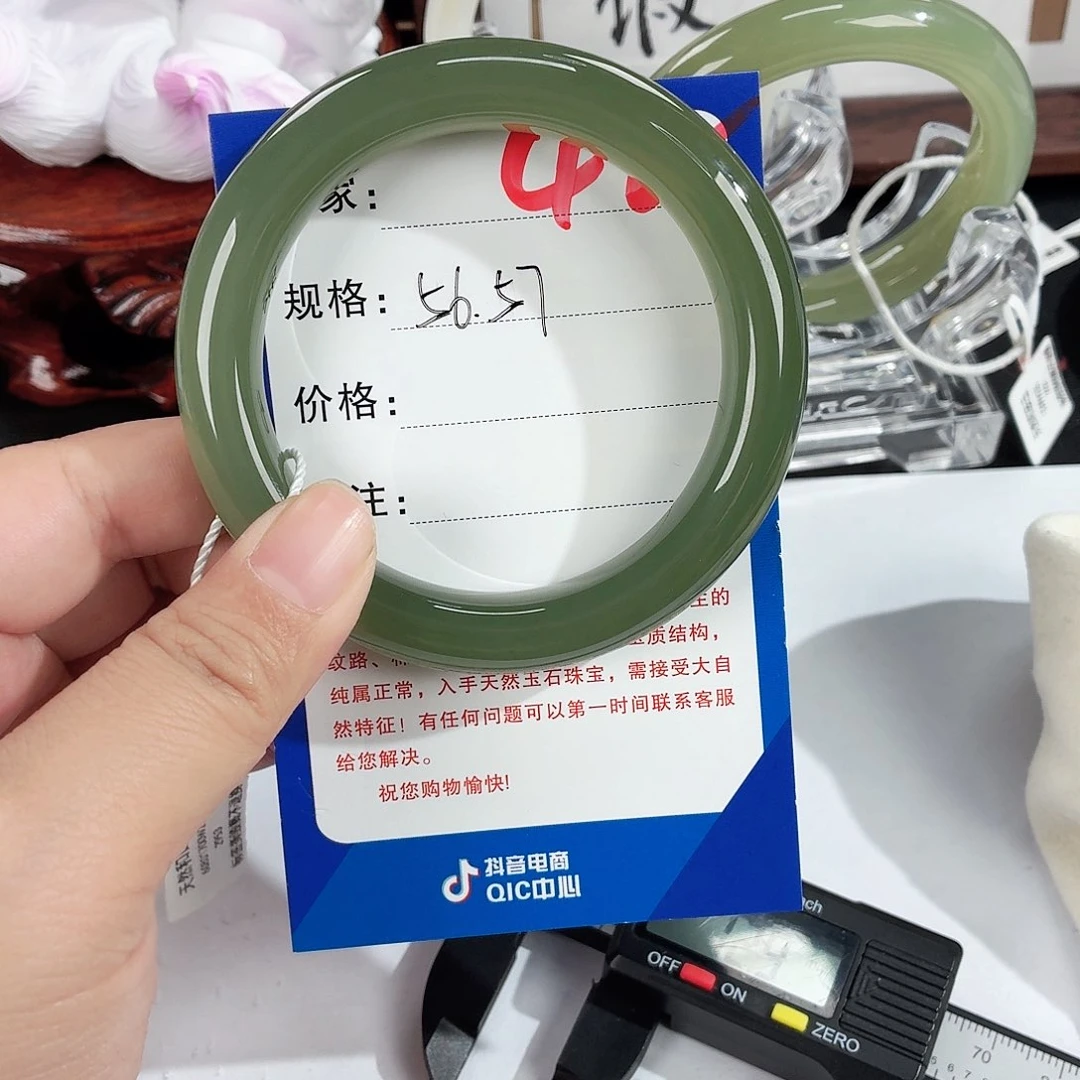 家：
规格：56.57
价格：
注：
生的
质结构，
纹路、
纯属正常，入手天然玉石珠宝，需接受大自
然特征！有任何问题可以第一时间联系客服
给您解决。
祝您购物愉快!
抖音电商
QIC中心
OFF
ON
ZERO
70